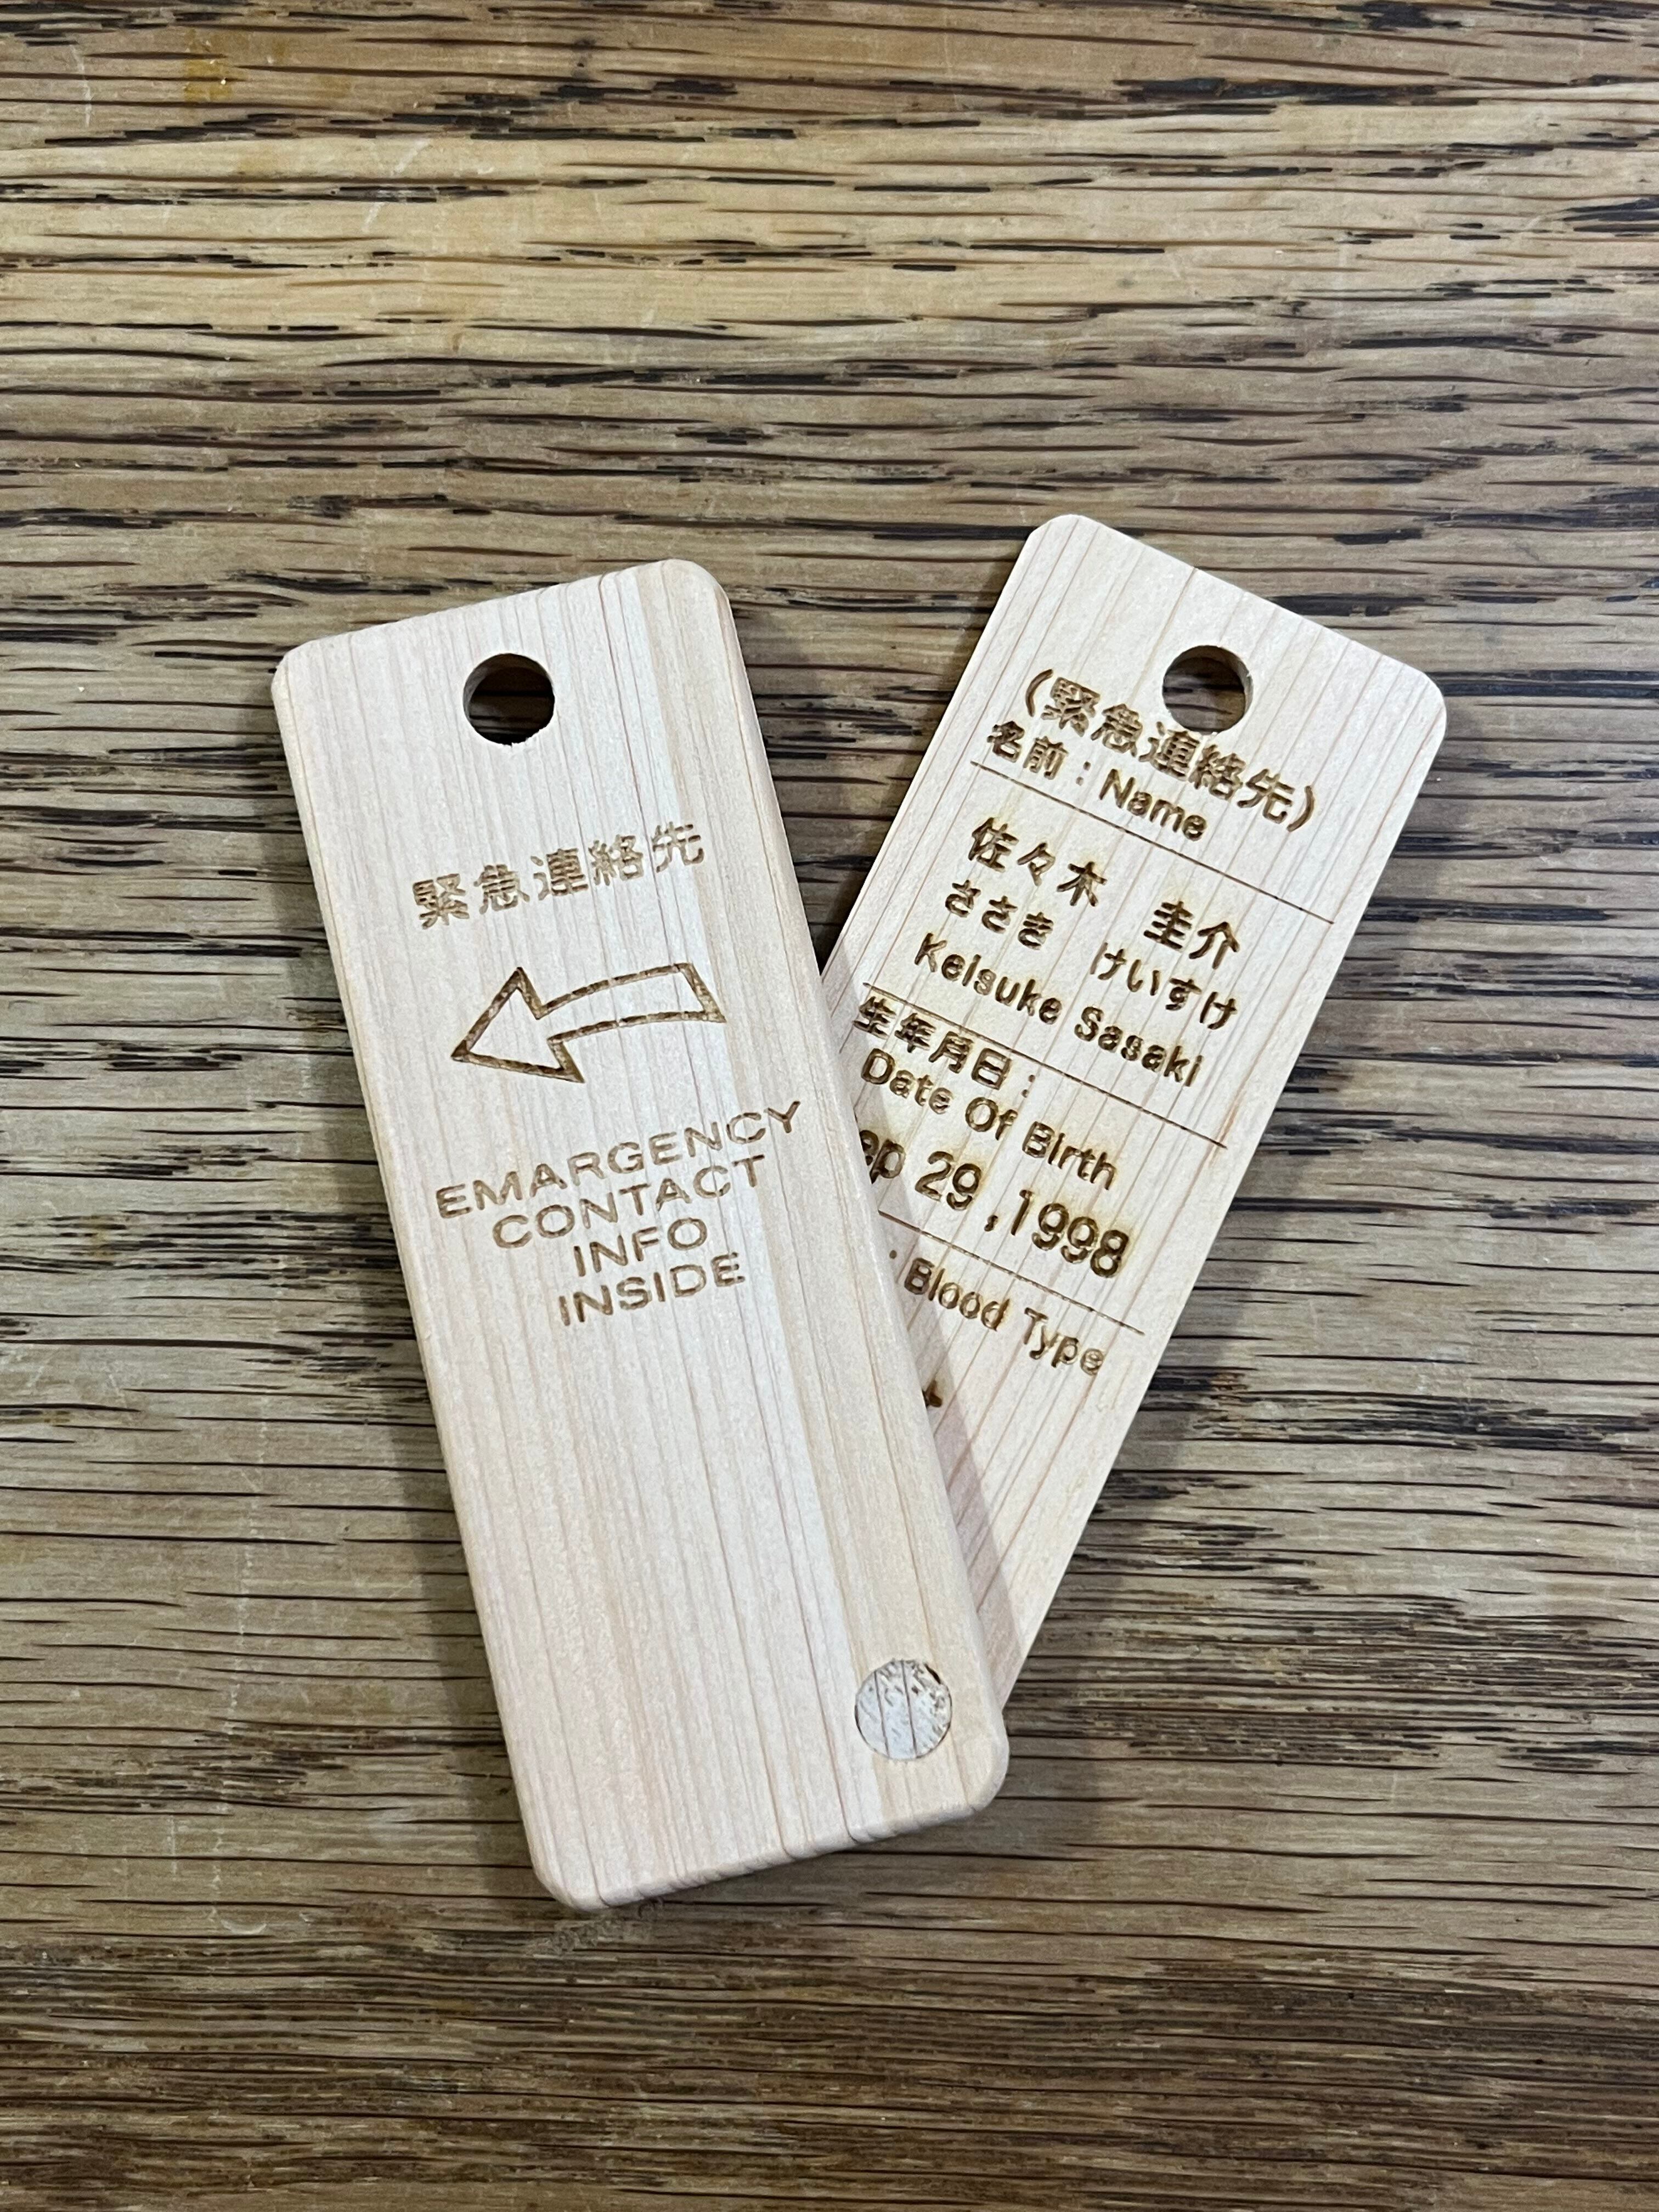 緊急連絡先
EMARGENCY
CONTACT
INFO
INSIDE
(緊急連絡先)
名前：Name
佐々木　圭介
ささき　けいすけ
Keisuke Sasaki
生年月日：
Date Of Birth
29 ,1998
: Blood Type
+